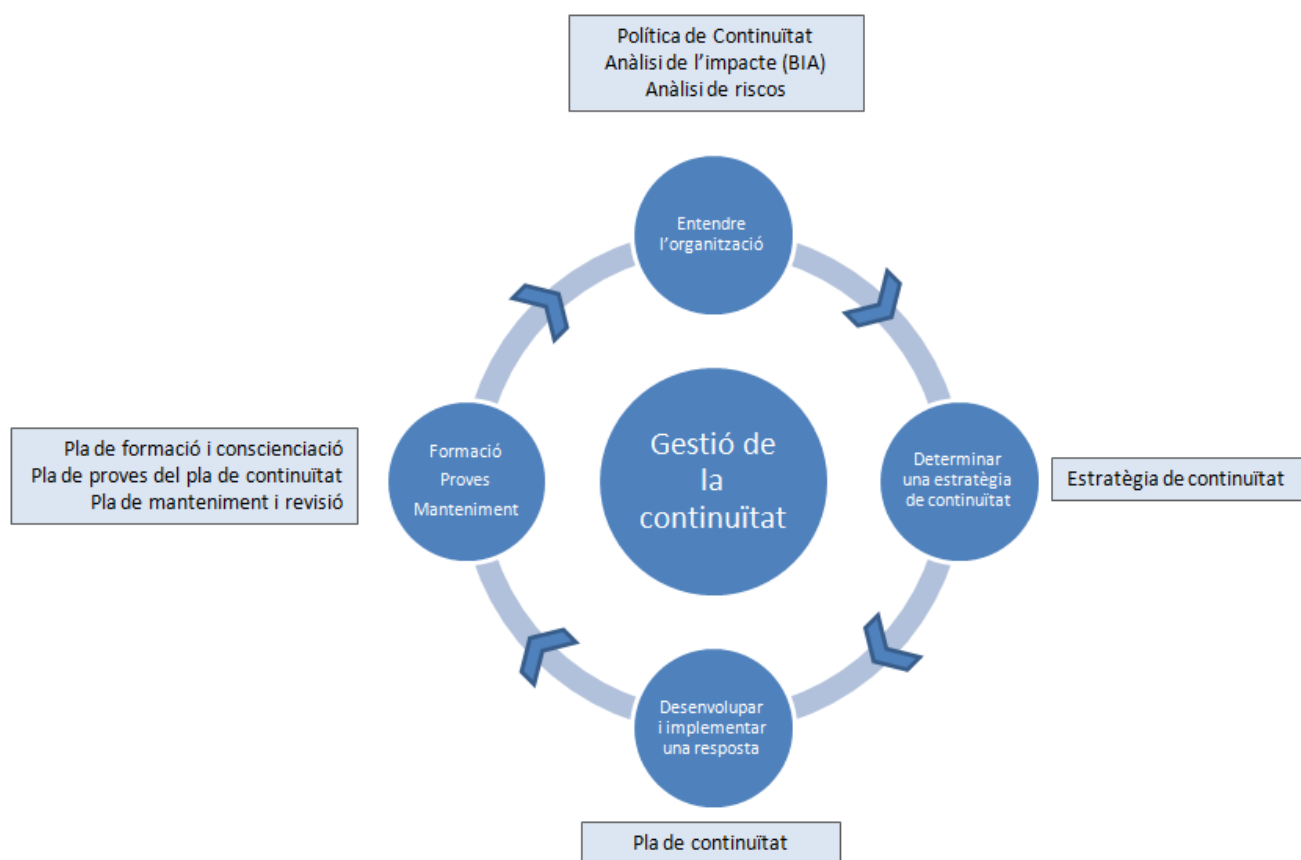 Política de Continuïtat
Anàlisi de l’impacte (BIA)
Anàlisi de riscos
Entendre
l’organització
Pla de formació i conscienciació
Pla de proves del pla de continuïtat
Pla de manteniment i revisió
Formació
Proves
Manteniment
Gestió de
la
continuïtat
Determinar
una estratègia
de continuïtat
Estratègia de continuïtat
Desenvolupar
i implementar
una resposta
Pla de continuïtat